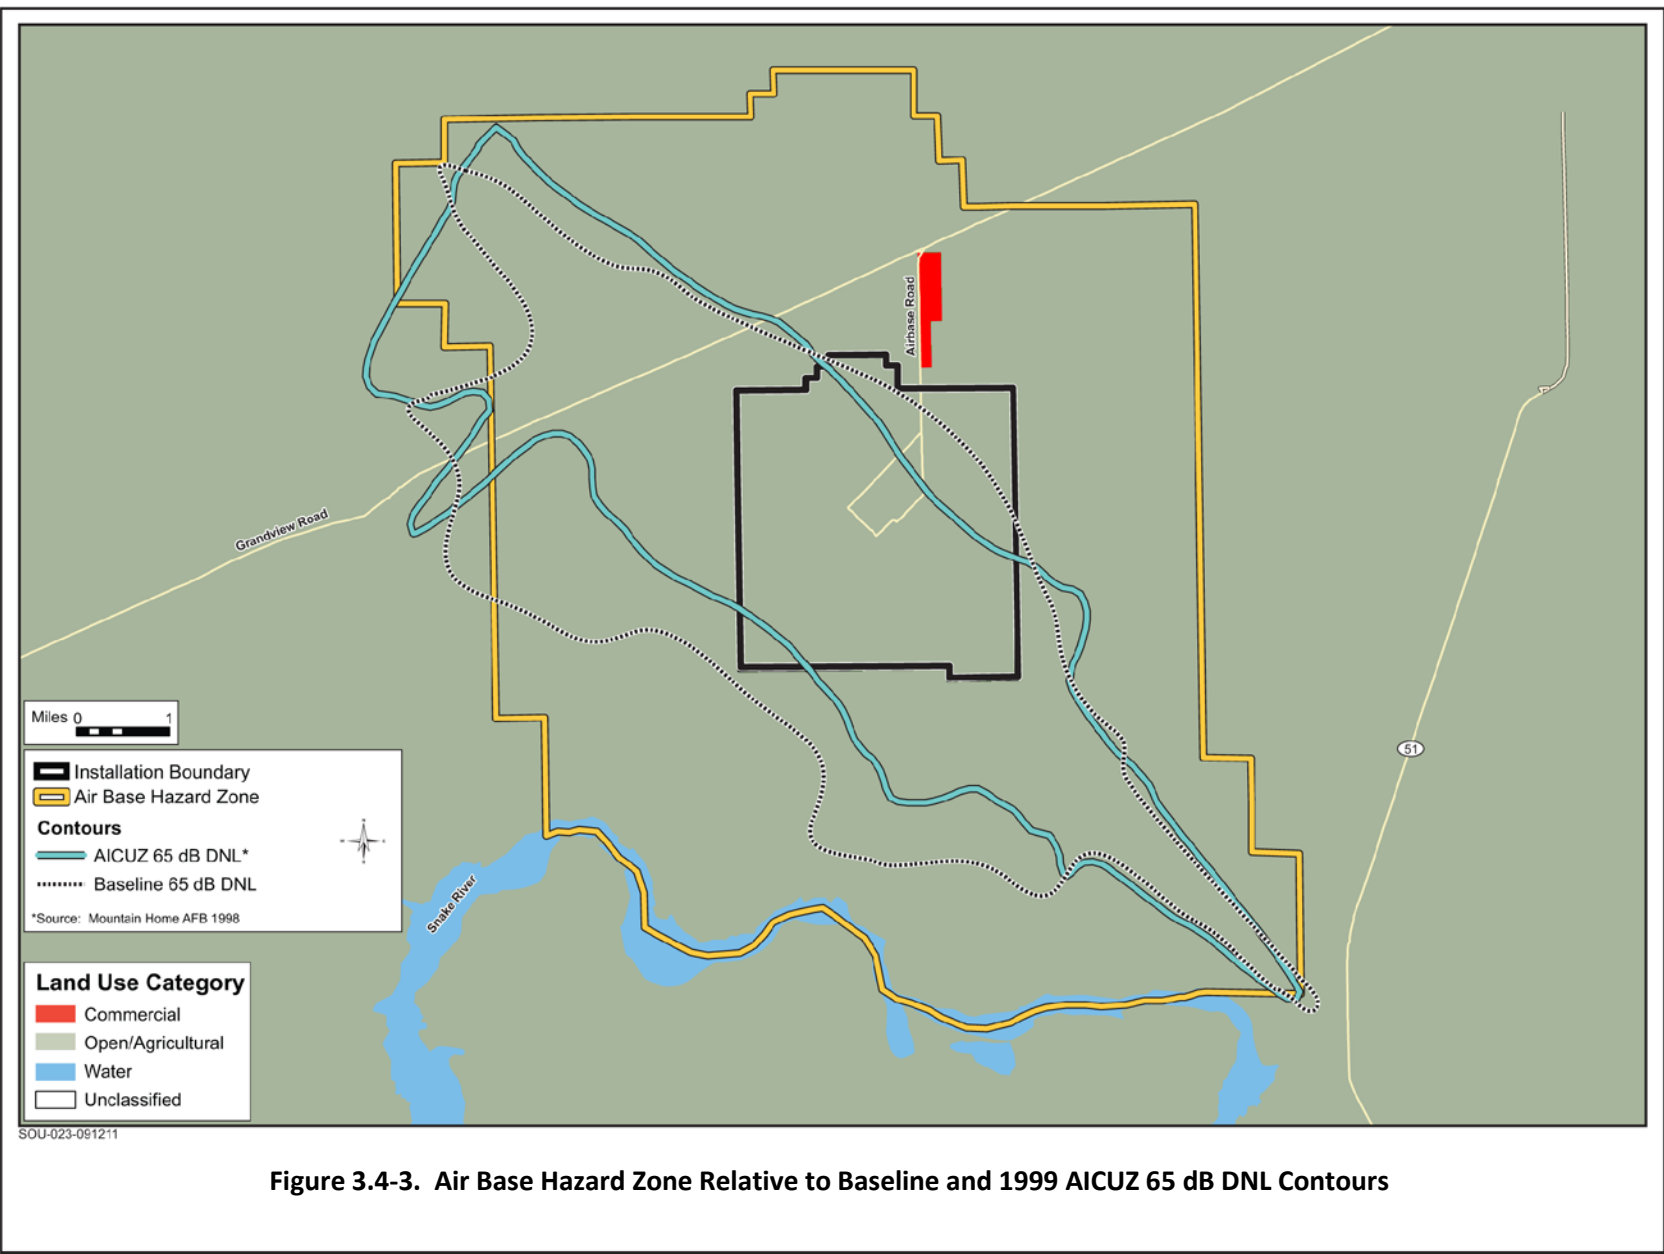 Airbase Road
Grandview Road
51
Snake River
Miles 0 1
Installation Boundary
Air Base Hazard Zone
Contours
AICUZ 65 dB DNL*
Baseline 65 dB DNL
*Source: Mountain Home AFB 1998
Land Use Category
Commercial
Open/Agricultural
Water
Unclassified
SOU-023-091211
Figure 3.4-3. Air Base Hazard Zone Relative to Baseline and 1999 AICUZ 65 dB DNL Contours